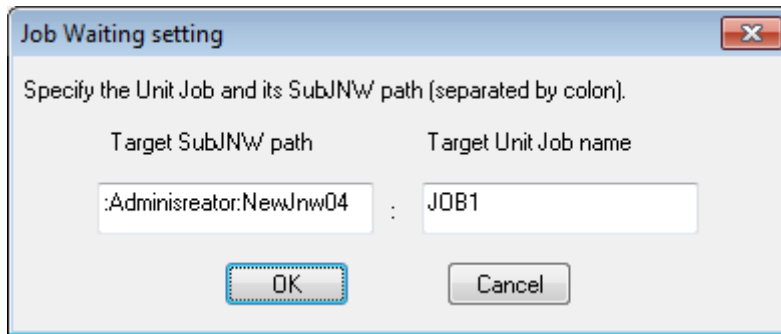 Job Waiting setting
Specify the Unit Job and its SubJNW path (separated by colon).
Target SubJNW path Target Unit Job name
:Adminisreator:NewJnw04 : JOB1
OK Cancel